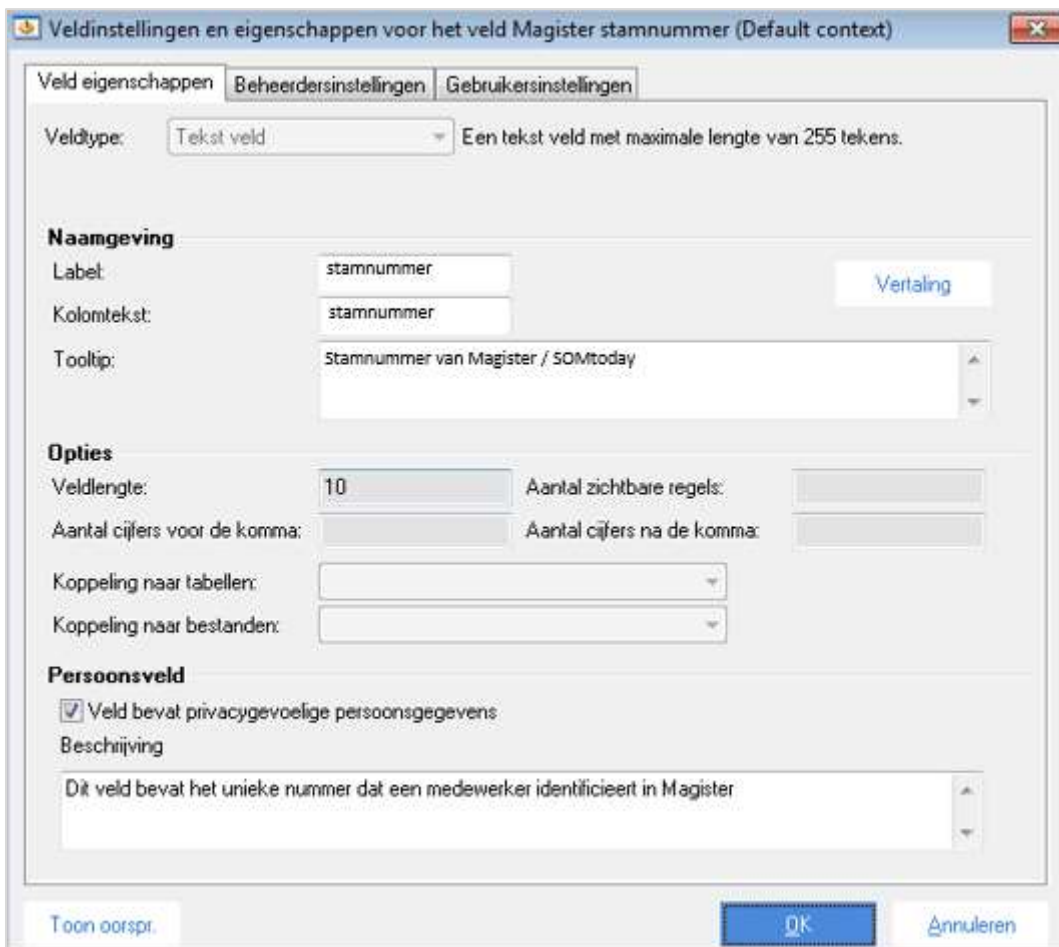 Veldinstellingen en eigenschappen voor het veld Magister stamnummer (Default context)
Veld eigenschappen Beheerdersinstellingen Gebruikersinstellingen
Veldtype: Tekst veld Een tekst veld met maximale lengte van 255 tekens.
Naamgeving
Label: stamnummer
Vertaling
Kolomtekst: stamnummer
Tooltip: Stamnummer van Magister / SOMtoday
Opties
Veldlengte: 10 Aantal zichtbare regels:
Aantal cijfers voor de komma: Aantal cijfers na de komma:
Koppeling naar tabellen:
Koppeling naar bestanden:
Persoonsveld
Veld bevat privacygevoelige persoonsgegevens
Beschrijving
Dit veld bevat het unieke nummer dat een medewerker identificieert in Magister
Toon oorspr. OK Annuleren